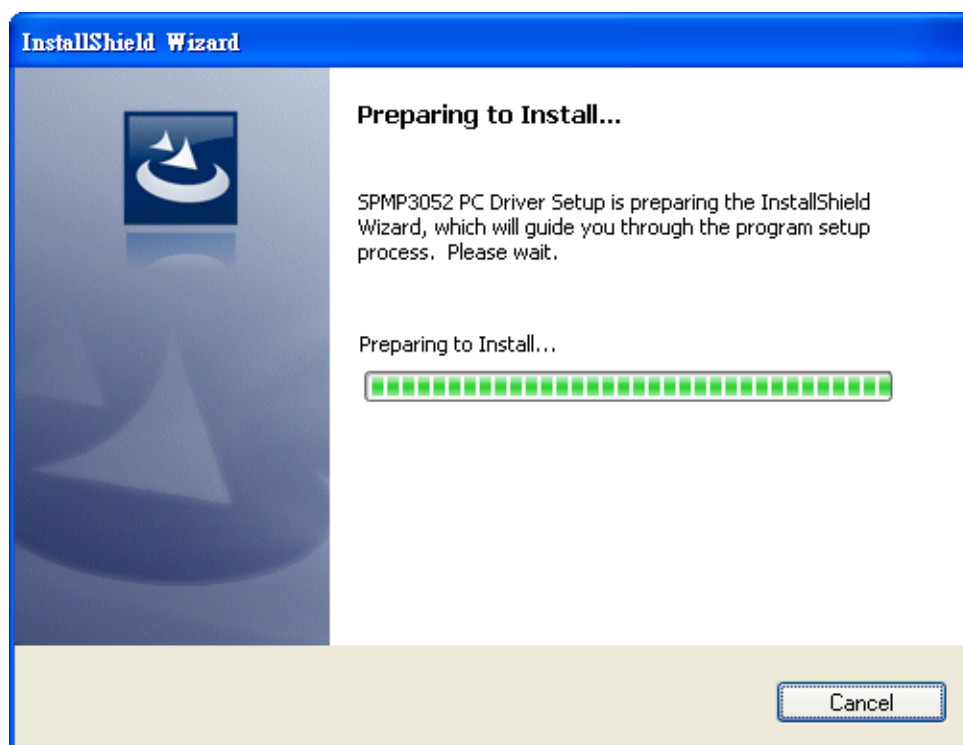 InstallShield Wizard
Preparing to Install...
SPMP3052 PC Driver Setup is preparing the InstallShield
Wizard, which will guide you through the program setup
process.  Please wait.
Preparing to Install...
Cancel